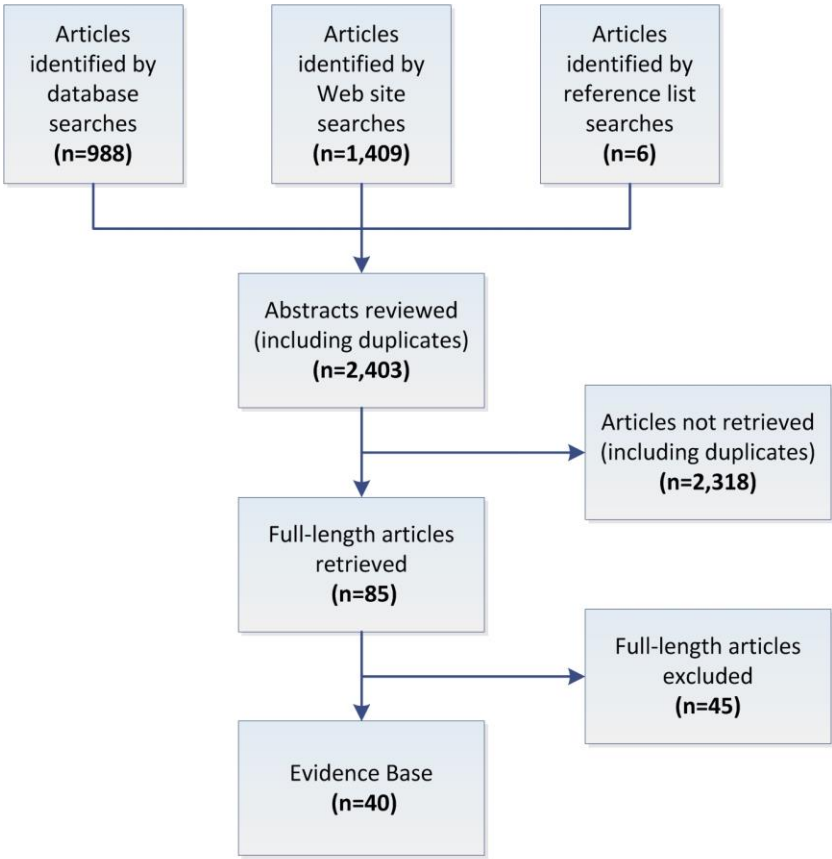 Articles
identified by
database
searches
(n=988)
Articles
identified by
Web site
searches
(n=1,409)
Articles
identified by
reference list
searches
(n=6)
Abstracts reviewed
(including duplicates)
(n=2,403)
Articles not retrieved
(including duplicates)
(n=2,318)
Full-length articles
retrieved
(n=85)
Full-length articles
excluded
(n=45)
Evidence Base
(n=40)